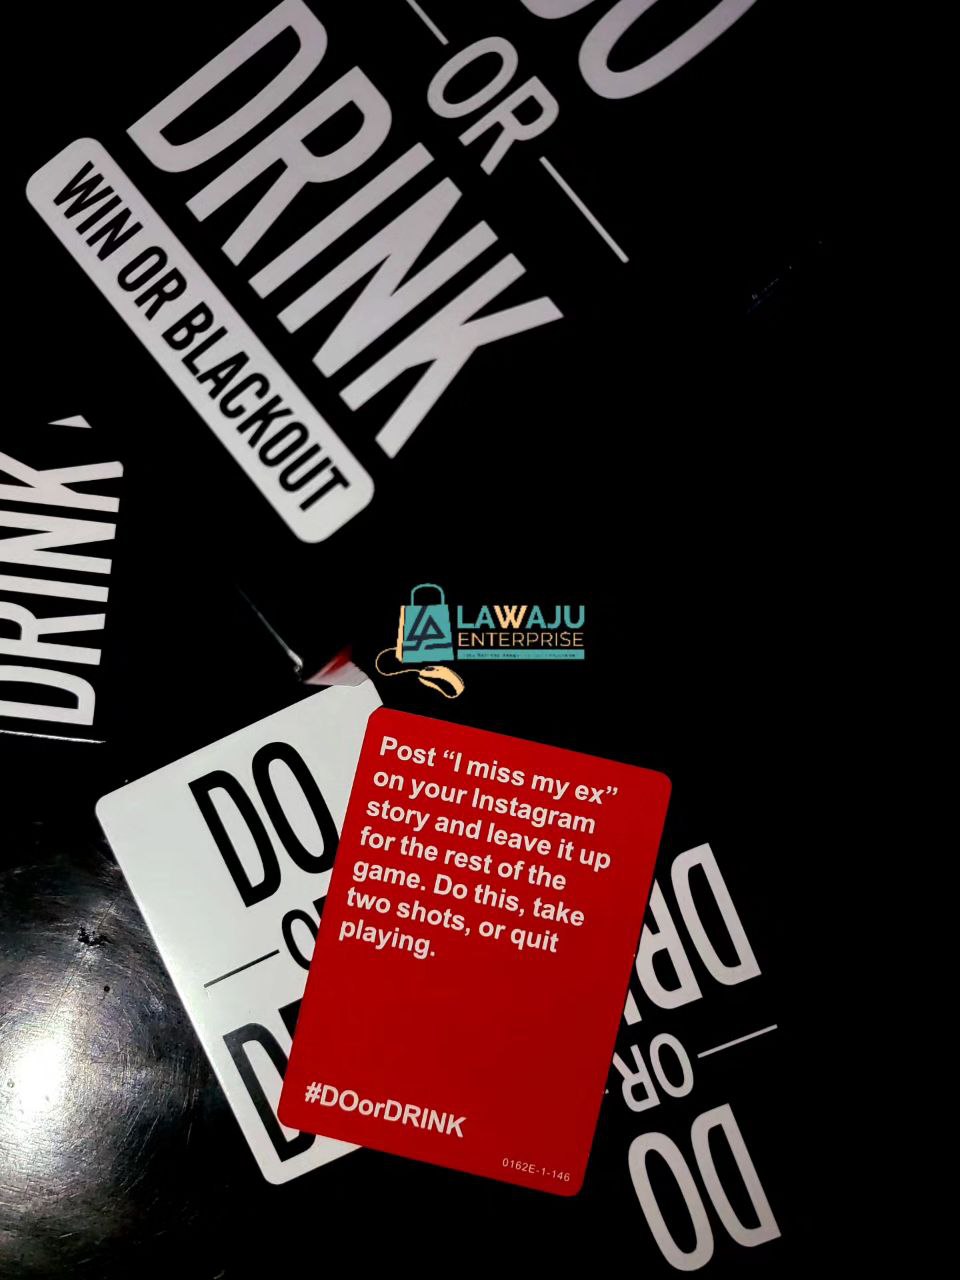 DO
OR
DRINK
WIN OR BLACKOUT
DRINK
LAWAJU
ENTERPRISE
DO
Post “I miss my ex”
on your Instagram
story and leave it up
for the rest of the
game. Do this, take
two shots, or quit
playing.
#DOorDRINK
0162E-1-146
OR
DO